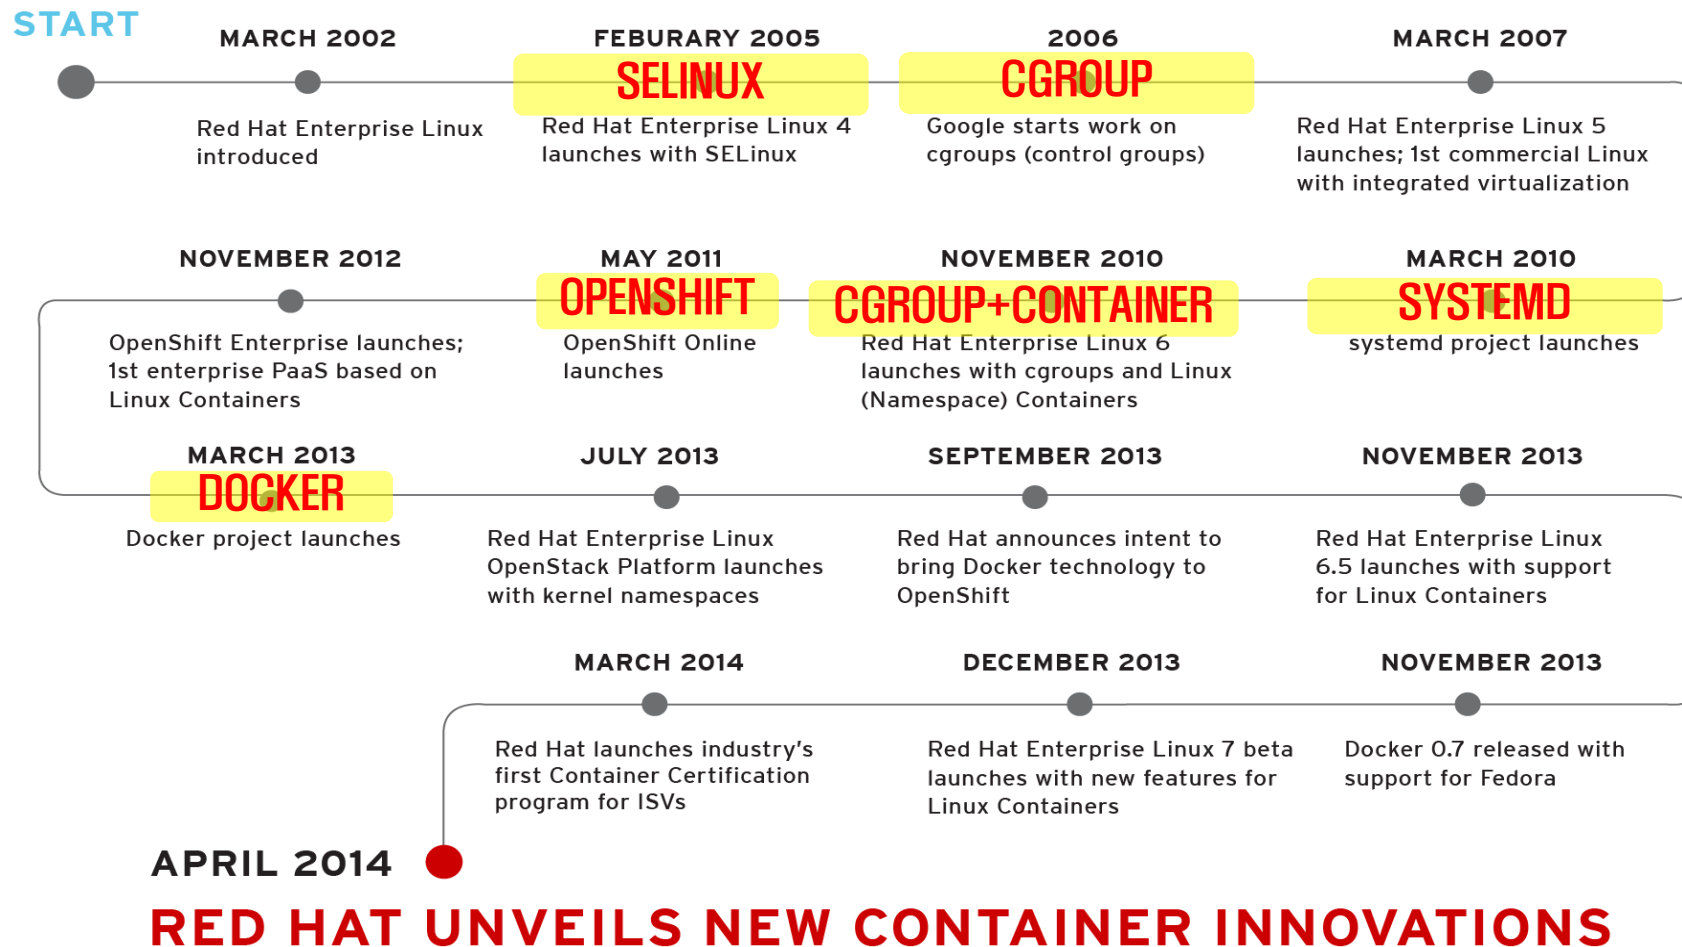 START
MARCH 2002
Red Hat Enterprise Linux
introduced
FEBURARY 2005
SELINUX
Red Hat Enterprise Linux 4
launches with SELinux
2006
CGROUP
Google starts work on
cgroups (control groups)
MARCH 2007
Red Hat Enterprise Linux 5
launches; 1st commercial Linux
with integrated virtualization
MARCH 2010
SYSTEMD
systemd project launches
NOVEMBER 2010
CGROUP+CONTAINER
Red Hat Enterprise Linux 6
launches with cgroups and Linux
(Namespace) Containers
MAY 2011
OPENSHIFT
OpenShift Online
launches
NOVEMBER 2012
OpenShift Enterprise launches;
1st enterprise PaaS based on
Linux Containers
MARCH 2013
DOCKER
Docker project launches
JULY 2013
Red Hat Enterprise Linux
OpenStack Platform launches
with kernel namespaces
SEPTEMBER 2013
Red Hat announces intent to
bring Docker technology to
OpenShift
NOVEMBER 2013
Red Hat Enterprise Linux
6.5 launches with support
for Linux Containers
NOVEMBER 2013
Docker 0.7 released with
support for Fedora
DECEMBER 2013
Red Hat Enterprise Linux 7 beta
launches with new features for
Linux Containers
MARCH 2014
Red Hat launches industry's
first Container Certification
program for ISVs
APRIL 2014
RED HAT UNVEILS NEW CONTAINER INNOVATIONS